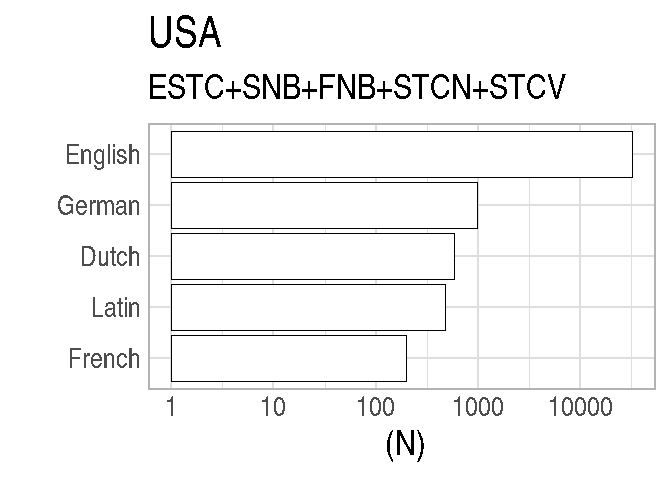 USA
ESTC+SNB+FNB+STCN+STCV
English
German
Dutch
Latin
French
1 10 100 1000 10000
(N)